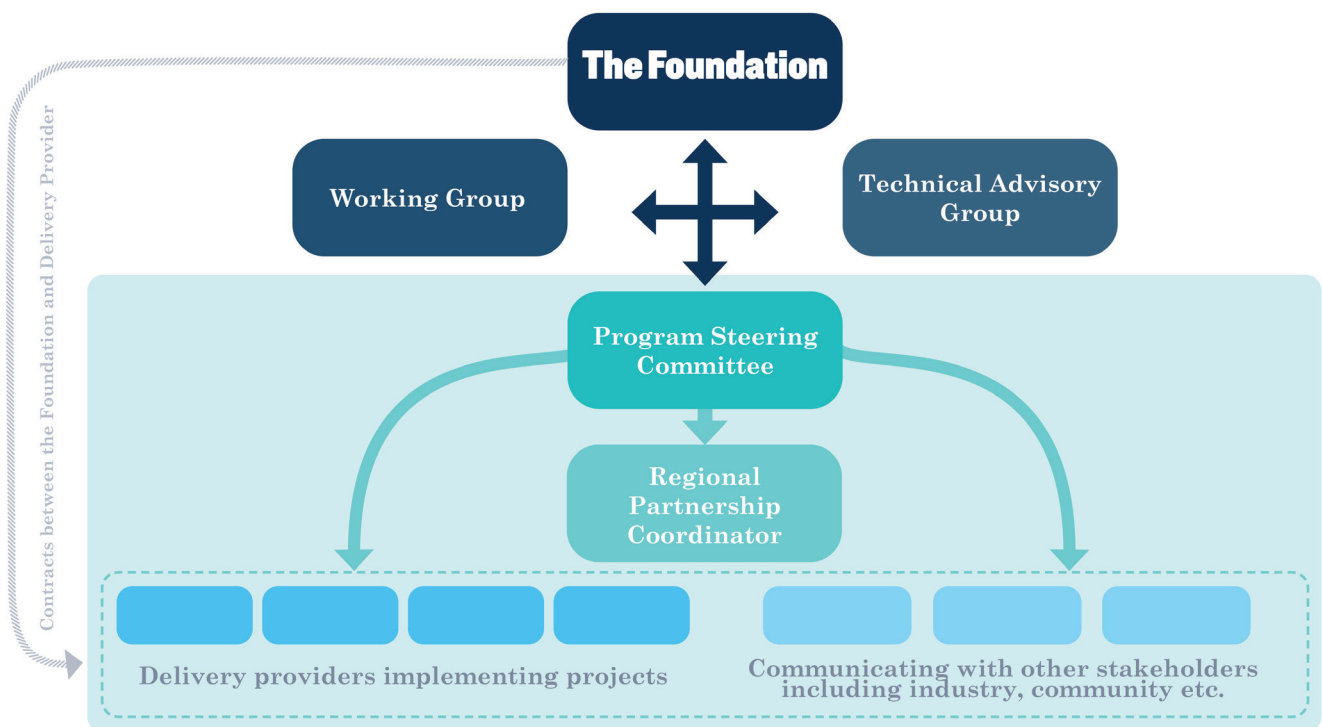 The Foundation
Working Group
Technical Advisory
Group
Contracts between the Foundation and Delivery Provider
Program Steering
Committee
Regional
Partnership
Coordinator
Delivery providers implementing projects
Communicating with other stakeholders
including industry, community etc.